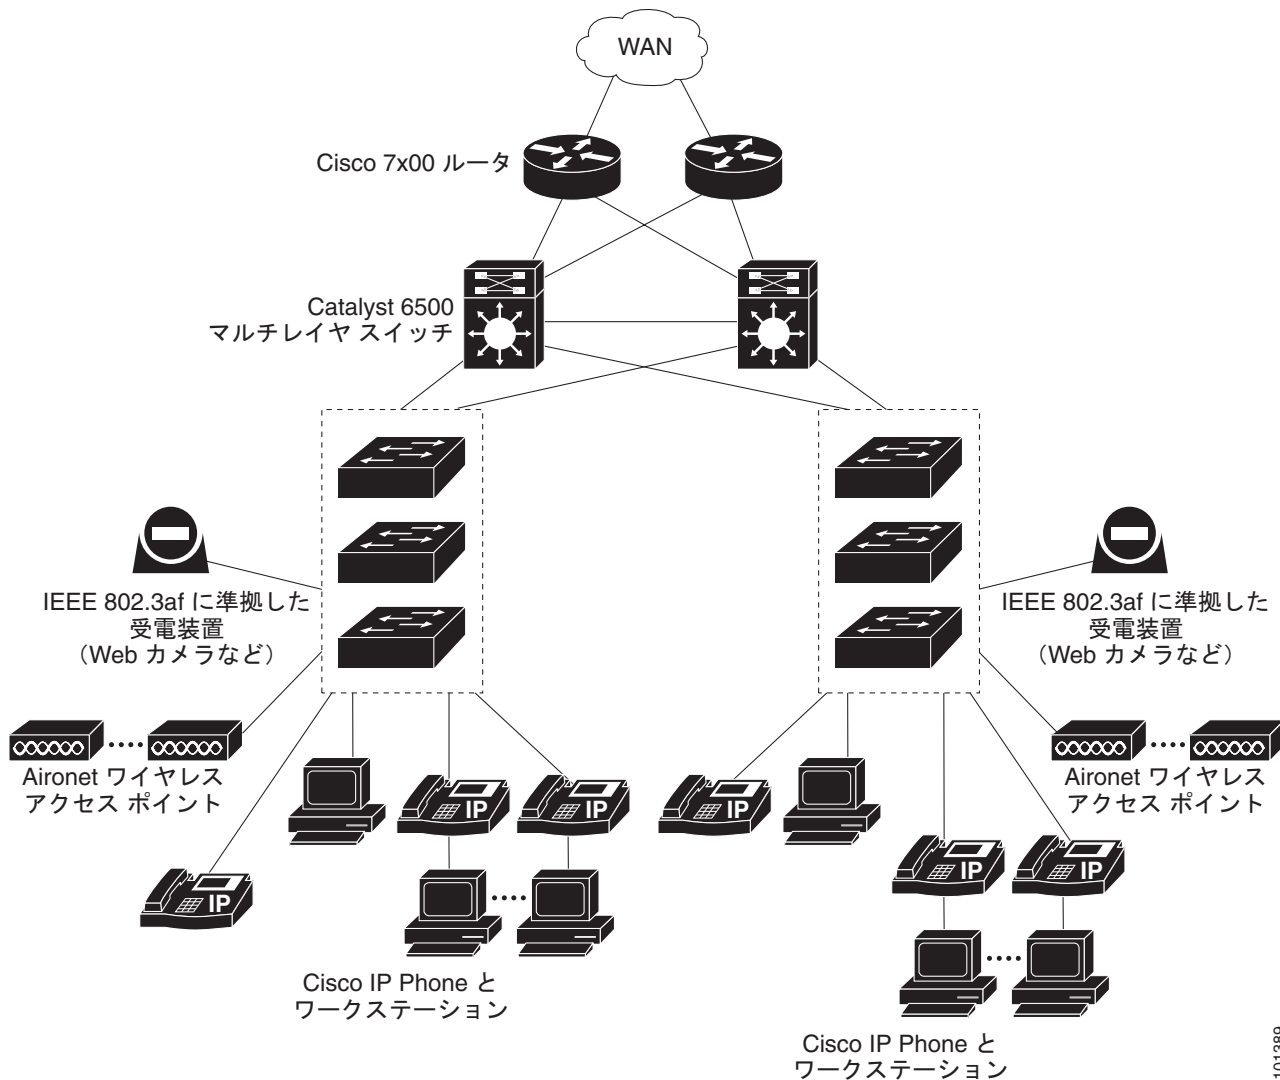 WAN
Cisco 7x00 ルータ
Catalyst 6500
マルチレイヤ スイッチ
IEEE 802.3af に準拠した
受電装置
(Web カメラなど)
IEEE 802.3af に準拠した
受電装置
(Web カメラなど)
Aironet ワイヤレス
アクセス ポイント
Aironet ワイヤレス
アクセス ポイント
IP
IP
IP
IP
IP
IP
Cisco IP Phone と
ワークステーション
Cisco IP Phone と
ワークステーション
101389